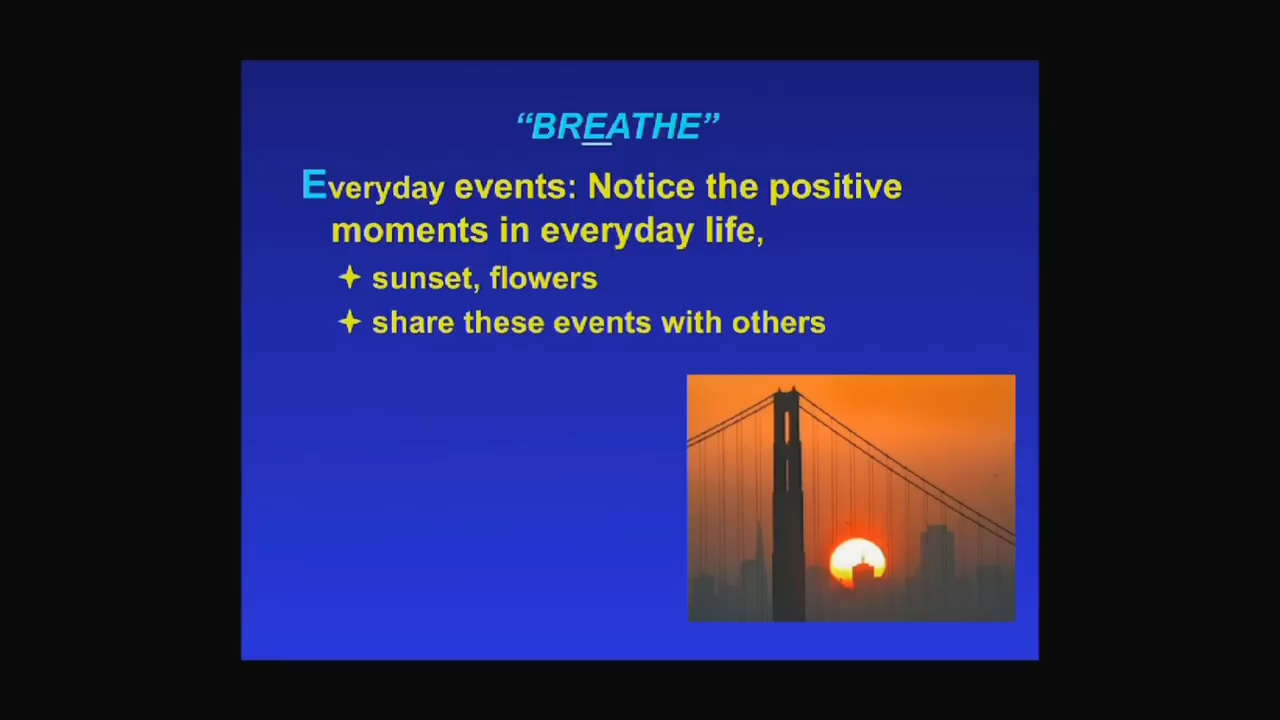 “BREATHE”
Everyday events: Notice the positive
moments in everyday life,
✦ sunset, flowers
✦ share these events with others